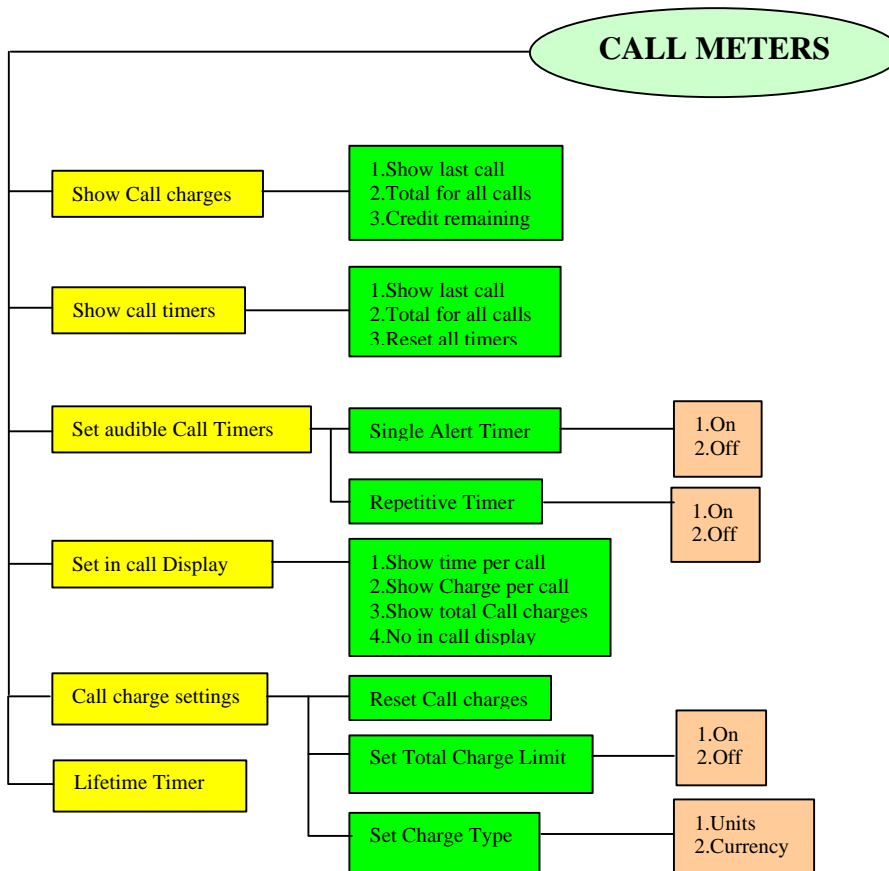 CALL METERS
Show Call charges
1.Show last call
2.Total for all calls
3.Credit remaining
Show call timers
1.Show last call
2.Total for all calls
3.Reset all timers
Set audible Call Timers
Single Alert Timer
1.On
2.Off
Repetitive Timer
1.On
2.Off
Set in call Display
1.Show time per call
2.Show Charge per call
3.Show total Call charges
4.No in call display
Call charge settings
Reset Call charges
Set Total Charge Limit
1.On
2.Off
Set Charge Type
1.Units
2.Currency
Lifetime Timer